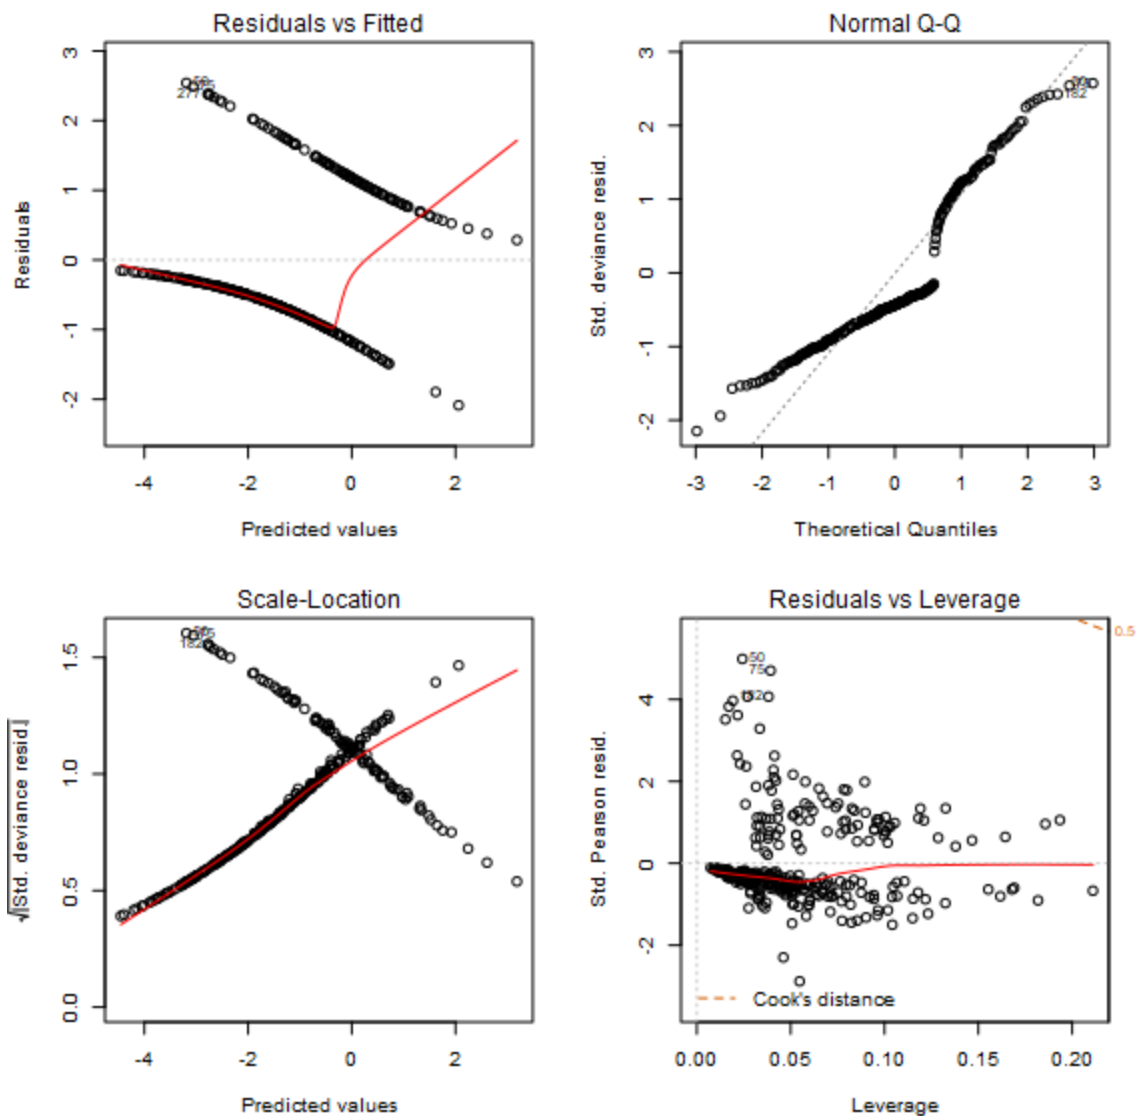 Residuals vs Fitted
Residuals
3
2
1
0
-1
-2
277
-4 -2 0 2
Predicted values
Normal Q-Q
Std. deviance resid.
3
2
1
0
-1
-2
182
-3 -2 -1 0 1 2 3
Theoretical Quantiles
Scale-Location
√|Std. deviance resid.|
1.5
1.0
0.5
0.0
182
-4 -2 0 2
Predicted values
Residuals vs Leverage
Std. Pearson resid.
4
2
0
-2
0.5
50
75
182
Cook's distance
0.00 0.05 0.10 0.15 0.20
Leverage